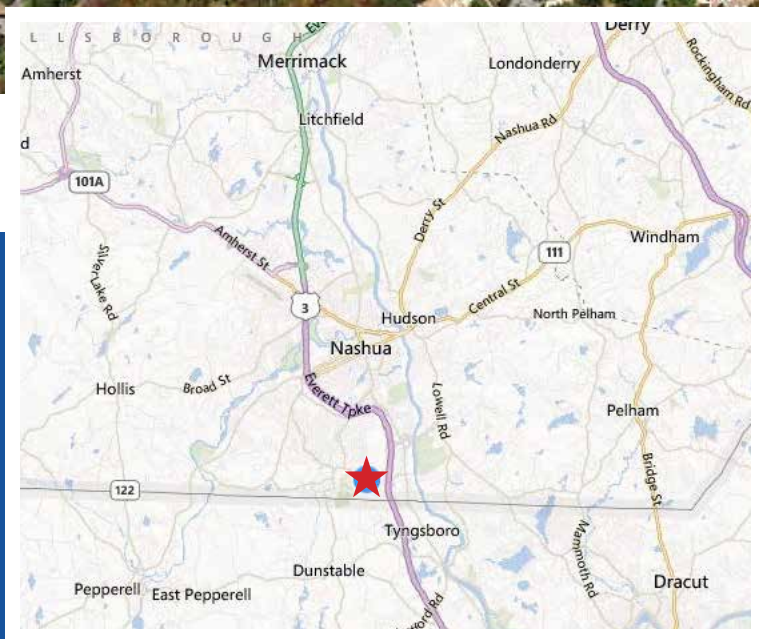 LLSBOROUGH
Derry
Merrimack
Londonderry
Rockingham Rd
Amherst
Litchfield
Nashua Rd
d
101A
Derry St
Amherst St
111
Windham
Silver Lake Rd
Central St
3
Hudson
North Pelham
Nashua
Hollis
Broad St
Everett Tpke
Lowell Rd
Pelham
Bridge St
122
Tyngsboro
Mammoth Rd
Dunstable
Pepperell
East Pepperell
Dracut